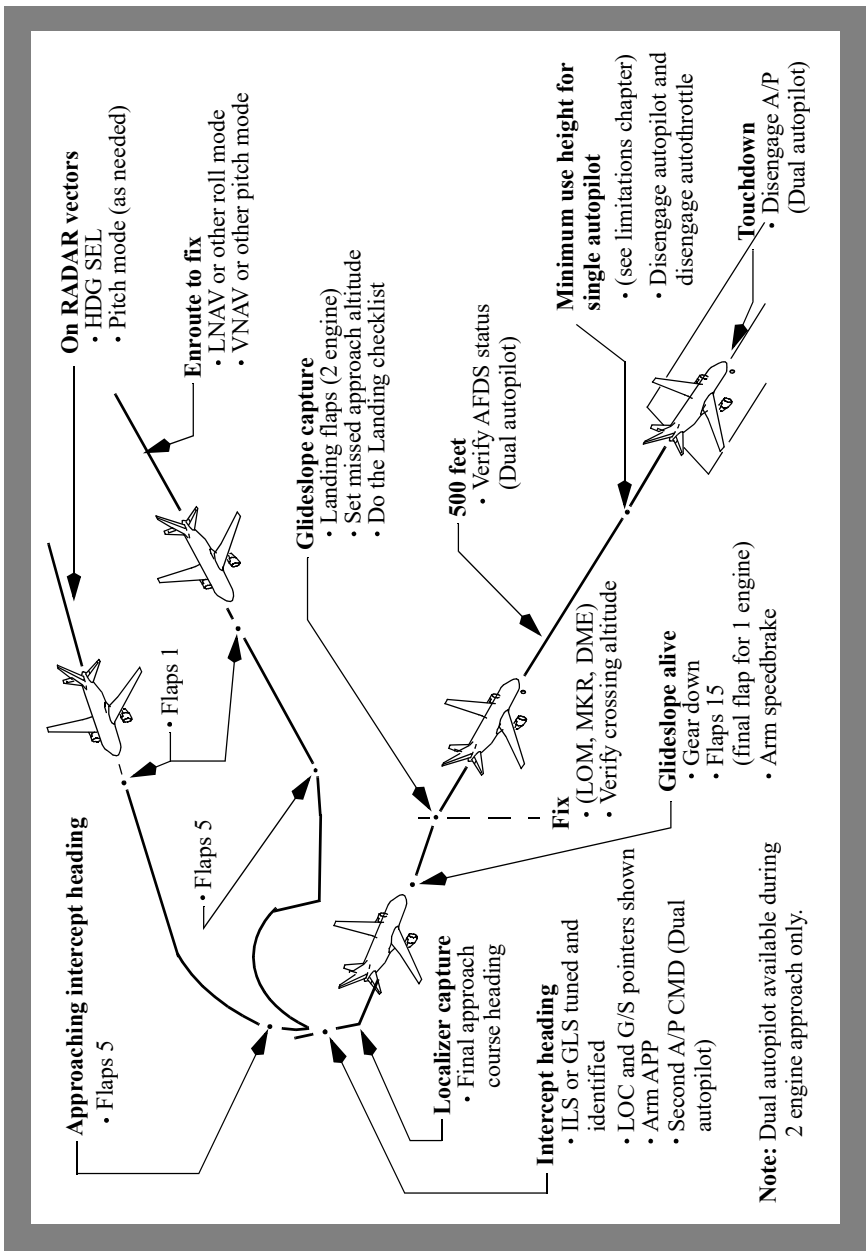 On RADAR vectors
· HDG SEL
· Pitch mode (as needed)
Enroute to fix
· LNAV or other roll mode
· VNAV or other pitch mode
· Flaps 1
Approaching intercept heading
· Flaps 5
· Flaps 5
Localizer capture
· Final approach
course heading
Intercept heading
· ILS or GLS tuned and
identified
· LOC and G/S pointers shown
· Arm APP
· Second A/P CMD (Dual
autopilot)
Glideslope alive
· Gear down
· Flaps 15
(final flap for 1 engine)
· Arm speedbrake
Glideslope capture
· Landing flaps (2 engine)
· Set missed approach altitude
· Do the Landing checklist
Fix
· (LOM, MKR, DME)
· Verify crossing altitude
500 feet
· Verify AFDS status
(Dual autopilot)
Minimum use height for
single autopilot
· (see limitations chapter)
· Disengage autopilot and
disengage autothrottle
Touchdown
· Disengage A/P
(Dual autopilot)
Note: Dual autopilot available during
2 engine approach only.